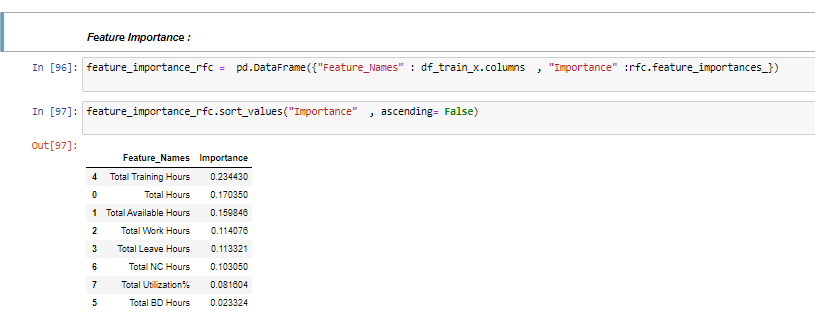 Feature Importance :
In [96]: feature_importance_rfc =  pd.DataFrame({"Feature_Names" : df_train_x.columns  , "Importance" :rfc.feature_importances_})
In [97]: feature_importance_rfc.sort_values("Importance"  , ascending= False)
Out[97]:
Feature_Names Importance
4 Total Training Hours 0.234430
0 Total Hours 0.170350
1 Total Available Hours 0.159846
2 Total Work Hours 0.114076
3 Total Leave Hours 0.113321
6 Total NC Hours 0.103050
7 Total Utilization% 0.081604
5 Total BD Hours 0.023324